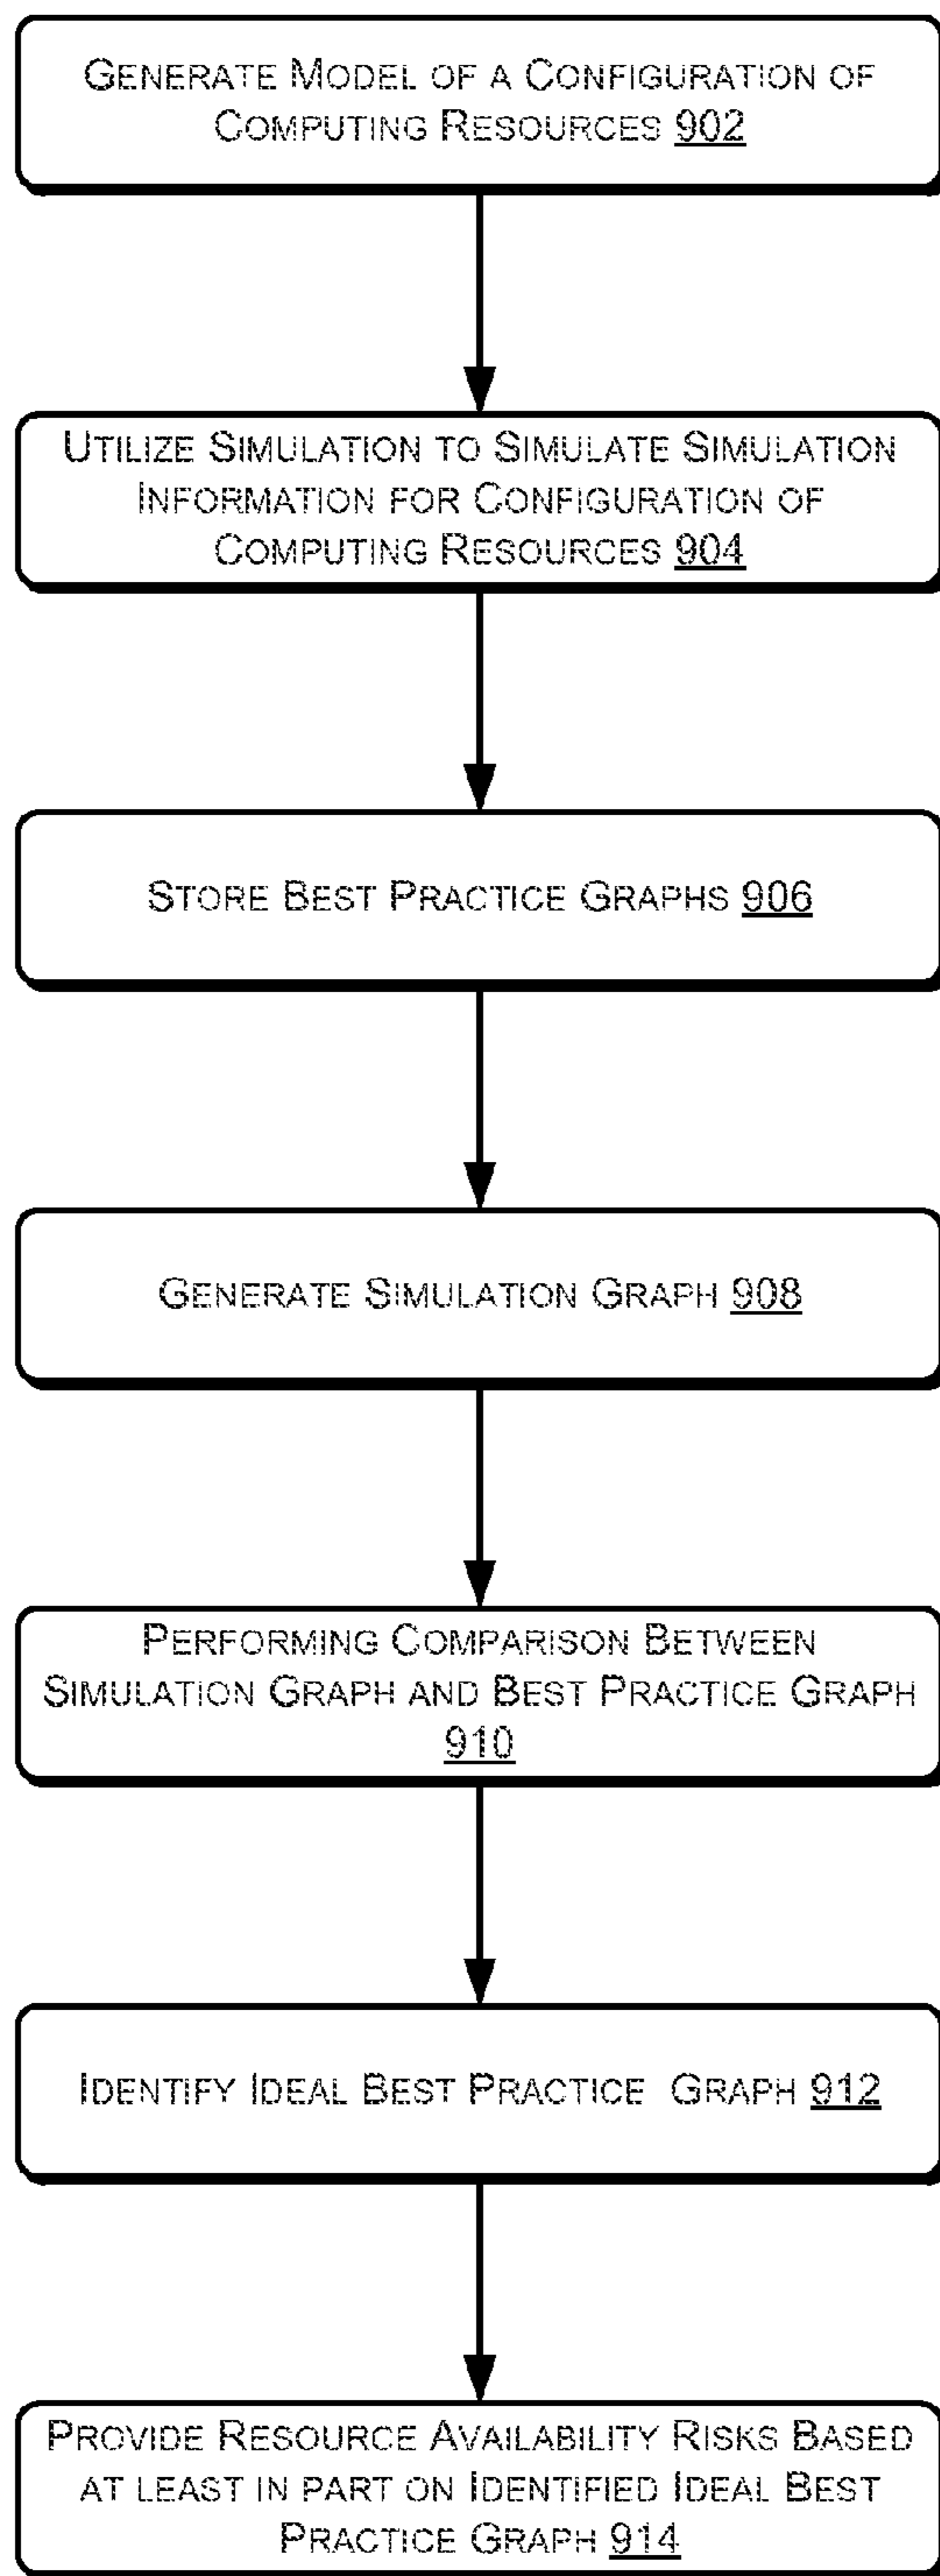 GENERATE MODEL OF A CONFIGURATION OF
COMPUTING RESOURCES 902
UTILIZE SIMULATION TO SIMULATE SIMULATION
INFORMATION FOR CONFIGURATION OF
COMPUTING RESOURCES 904
STORE BEST PRACTICE GRAPHS 906
GENERATE SIMULATION GRAPH 908
PERFORMING COMPARISON BETWEEN
SIMULATION GRAPH AND BEST PRACTICE GRAPH
910
IDENTIFY IDEAL BEST PRACTICE GRAPH 912
PROVIDE RESOURCE AVAILABILITY RISKS BASED
AT LEAST IN PART ON IDENTIFIED IDEAL BEST
PRACTICE GRAPH 914